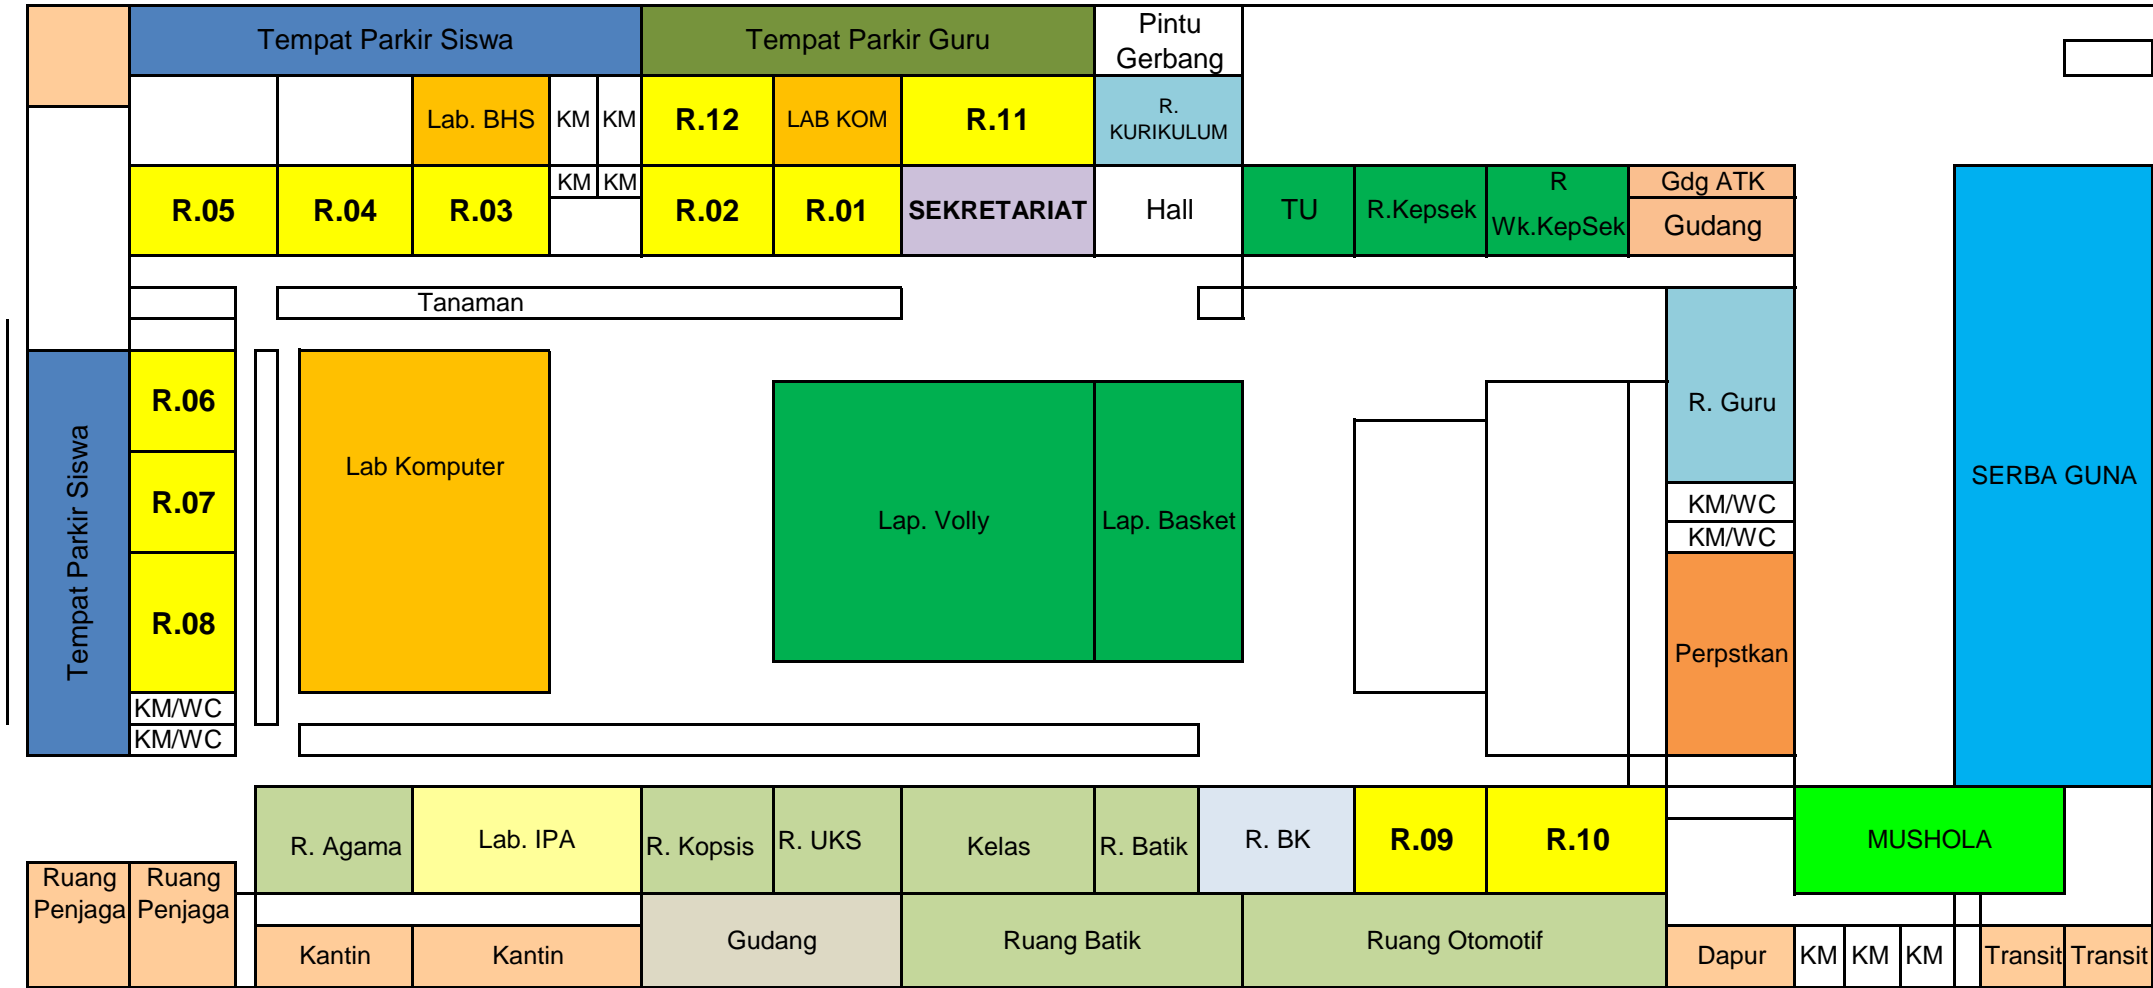 Tempat Parkir Siswa
Tempat Parkir Guru
Pintu
Gerbang
Lab. BHS
KM
KM
R.12
LAB KOM
R.11
R.
KURIKULUM
R.05
R.04
R.03
KM
KM
R.02
R.01
SEKRETARIAT
Hall
TU
R.Kepsek
R
Wk.KepSek
Gdg ATK
Gudang
Tanaman
Tempat Parkir Siswa
R.06
R.07
R.08
KM/WC
KM/WC
Lab Komputer
Lap. Volly
Lap. Basket
R. Guru
KM/WC
KM/WC
Perpstkan
SERBA GUNA
R. Agama
Lab. IPA
R. Kopsis
R. UKS
Kelas
R. Batik
R. BK
R.09
R.10
MUSHOLA
Ruang
Penjaga
Ruang
Penjaga
Kantin
Kantin
Gudang
Ruang Batik
Ruang Otomotif
Dapur
KM
KM
KM
Transit
Transit